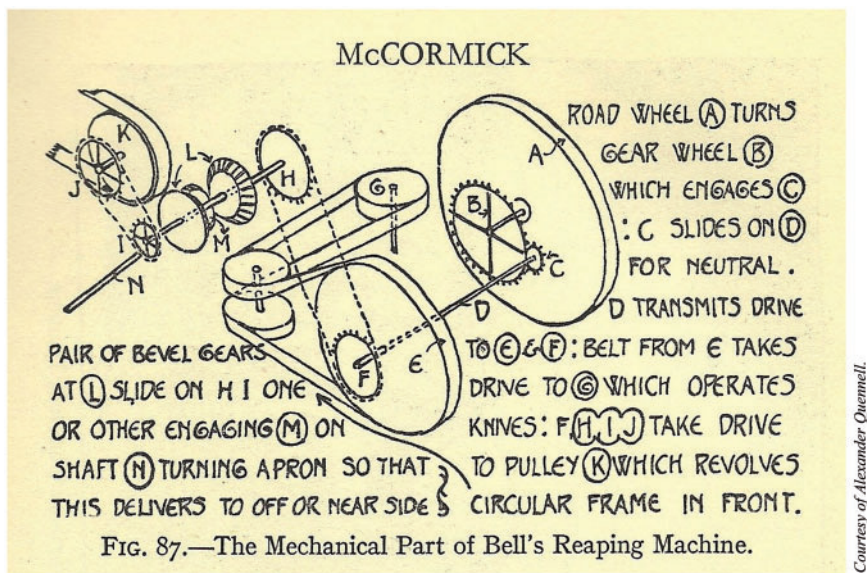 McCORMICK
ROAD WHEEL A TURNS
GEAR WHEEL B
WHICH ENGAGES C
: C SLIDES ON D
FOR NEUTRAL.
D TRANSMITS DRIVE
TO E & F : BELT FROM E TAKES
DRIVE TO G WHICH OPERATES
KNIVES : F, H, I, J TAKE DRIVE
TO PULLEY K WHICH REVOLVES
CIRCULAR FRAME IN FRONT.
PAIR OF BEVEL GEARS
AT L SLIDE ON H I ONE
OR OTHER ENGAGING M ON
SHAFT N TURNING APRON SO THAT
THIS DELIVERS TO OFF OR NEAR SIDE
K
L
H
J
I
M
N
G
A
B
C
D
E
F
FIG. 87.—The Mechanical Part of Bell's Reaping Machine.
Courtesy of Alexander Quennell.